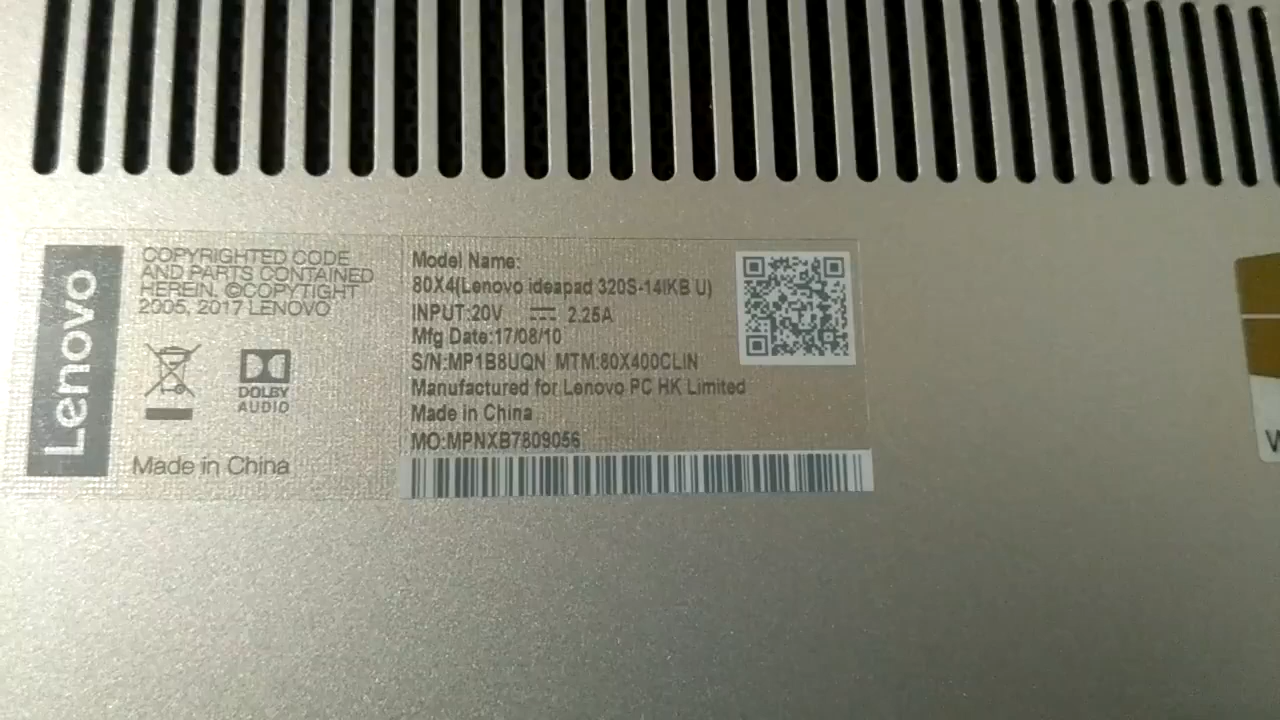 Lenovo
COPYRIGHTED CODE
AND PARTS CONTAINED
HEREIN. ©COPYRIGHT
2005, 2017 LENOVO
DOLBY
AUDIO
Made in China
Model Name:
80X4(Lenovo ideapad 320S-14IKB U)
INPUT:20V ⎓ 2.25A
Mfg Date:17/08/10
S/N:MP1B8UQN MTM:80X400CLIN
Manufactured for Lenovo PC HK Limited
Made in China
MO:MPNXB7809056